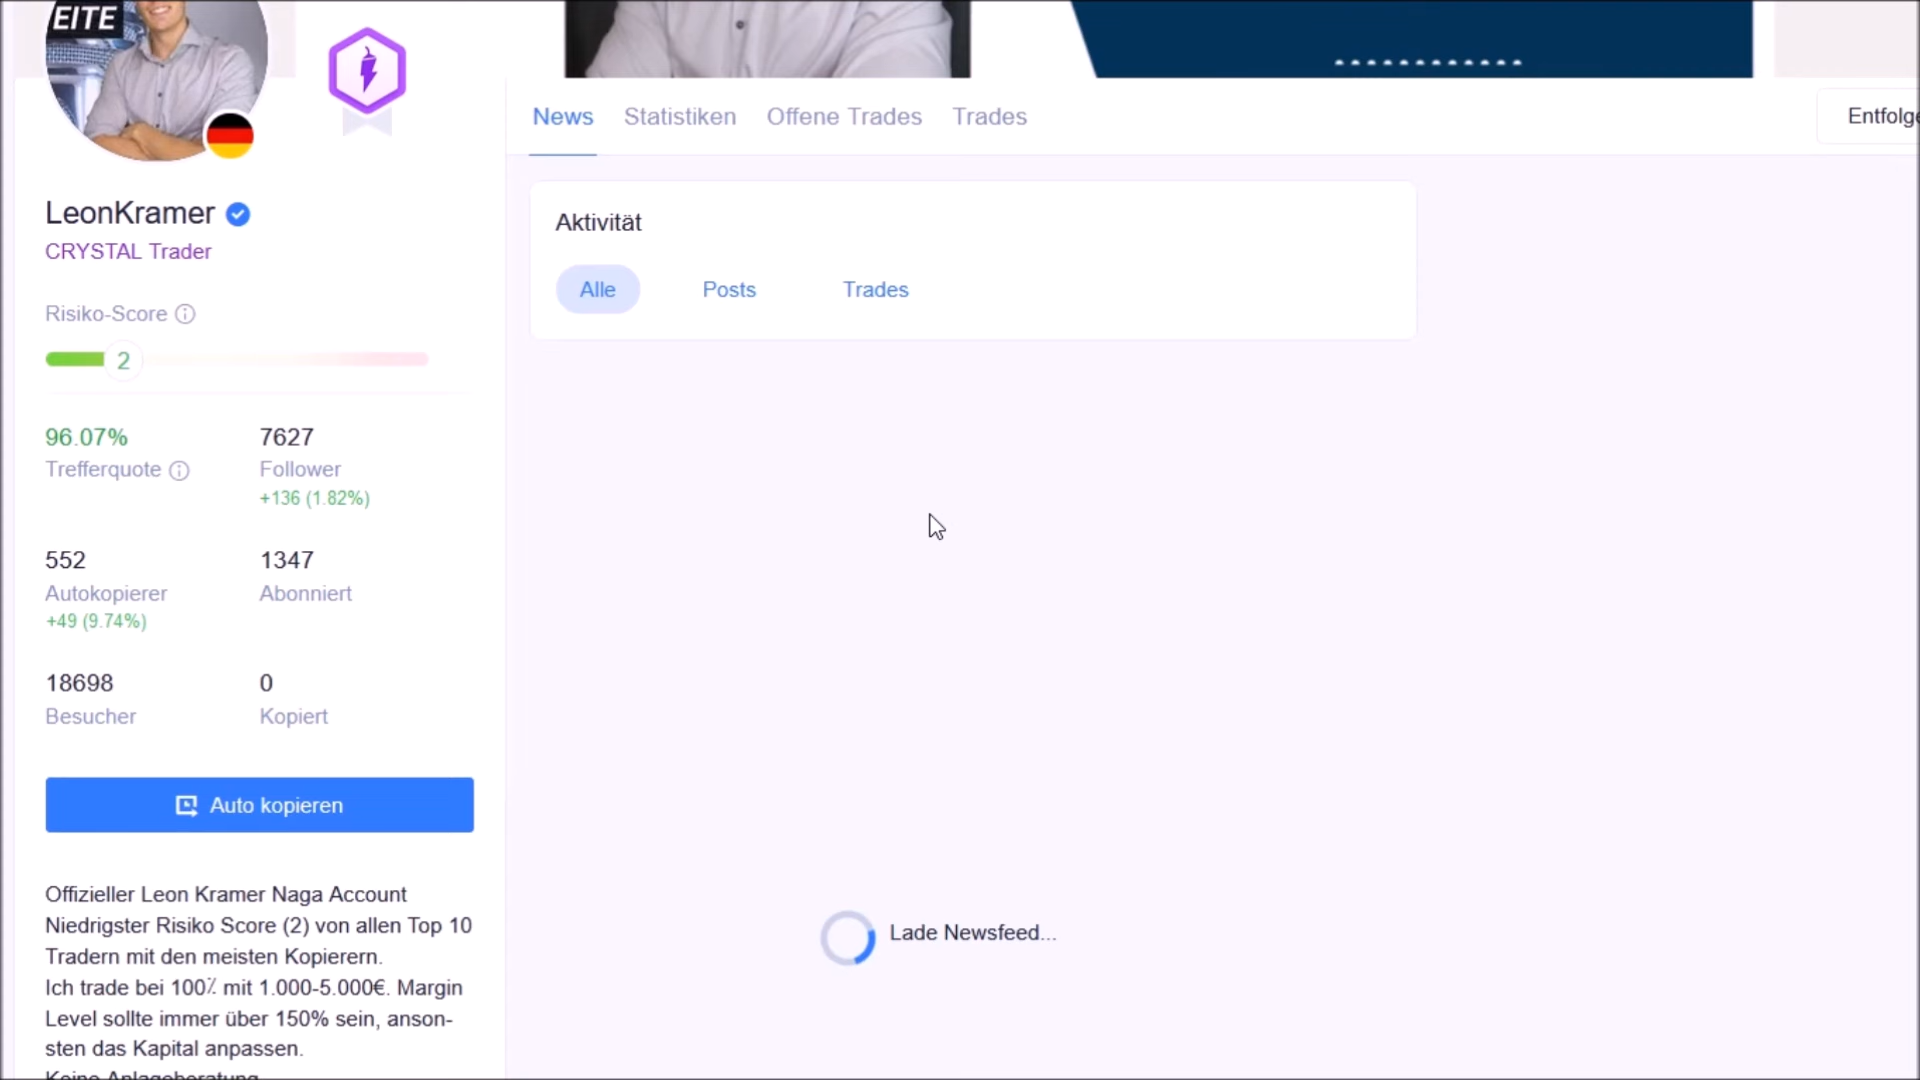 EITE
News Statistiken Offene Trades Trades
Entfolge
LeonKramer
CRYSTAL Trader
Risiko-Score
2
96.07%
Trefferquote
7627
Follower
+136 (1.82%)
552
Autokopierer
+49 (9.74%)
1347
Abonniert
18698
Besucher
0
Kopiert
Auto kopieren
Offizieller Leon Kramer Naga Account
Niedrigster Risiko Score (2) von allen Top 10
Tradern mit den meisten Kopierern.
Ich trade bei 100٪ mit 1.000-5.000€. Margin
Level sollte immer über 150% sein, anson-
sten das Kapital anpassen.
Keine Anlageberatung
Aktivität
Alle Posts Trades
Lade Newsfeed...